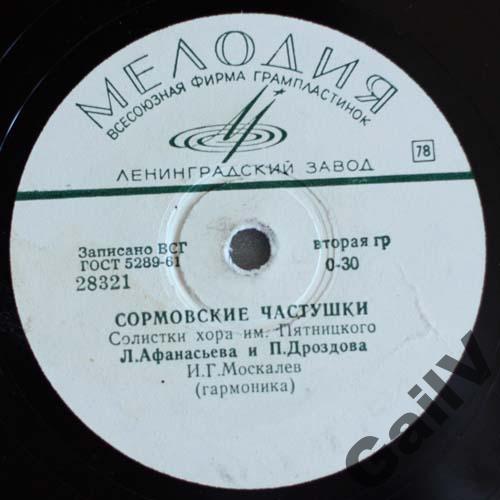 МЕЛОДИЯ
ВСЕСОЮЗНАЯ ФИРМА ГРАМПЛАСТИНОК
ЛЕНИНГРАДСКИЙ ЗАВОД
78
Записано ВСГ
ГОСТ 5289-61
28321
вторая гр
0-30
СОРМОВСКИЕ ЧАСТУШКИ
Солистки хора им. Пятницкого
Л.Афанасьева и П.Дроздова
И.Г.Москалев
(гармоника)
GailV